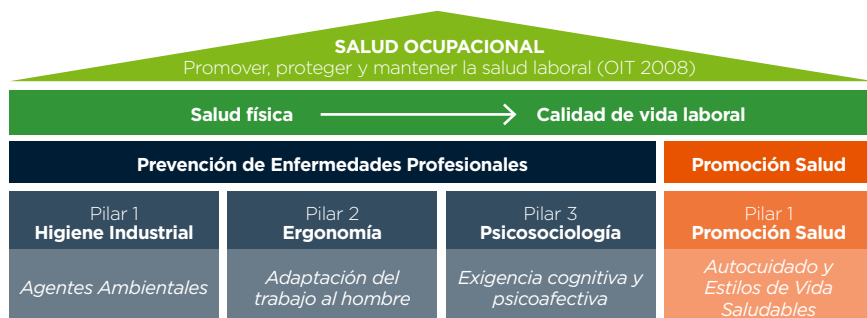 SALUD OCUPACIONAL
Promover, proteger y mantener la salud laboral (OIT 2008)
Salud física
Calidad de vida laboral
Prevención de Enfermedades Profesionales
Promoción Salud
Pilar 1
Higiene Industrial
Agentes Ambientales
Pilar 2
Ergonomía
Adaptación del
trabajo al hombre
Pilar 3
Psicosociología
Exigencia cognitiva y
psicoafectiva
Pilar 1
Promoción Salud
Autocuidado y
Estilos de Vida
Saludables